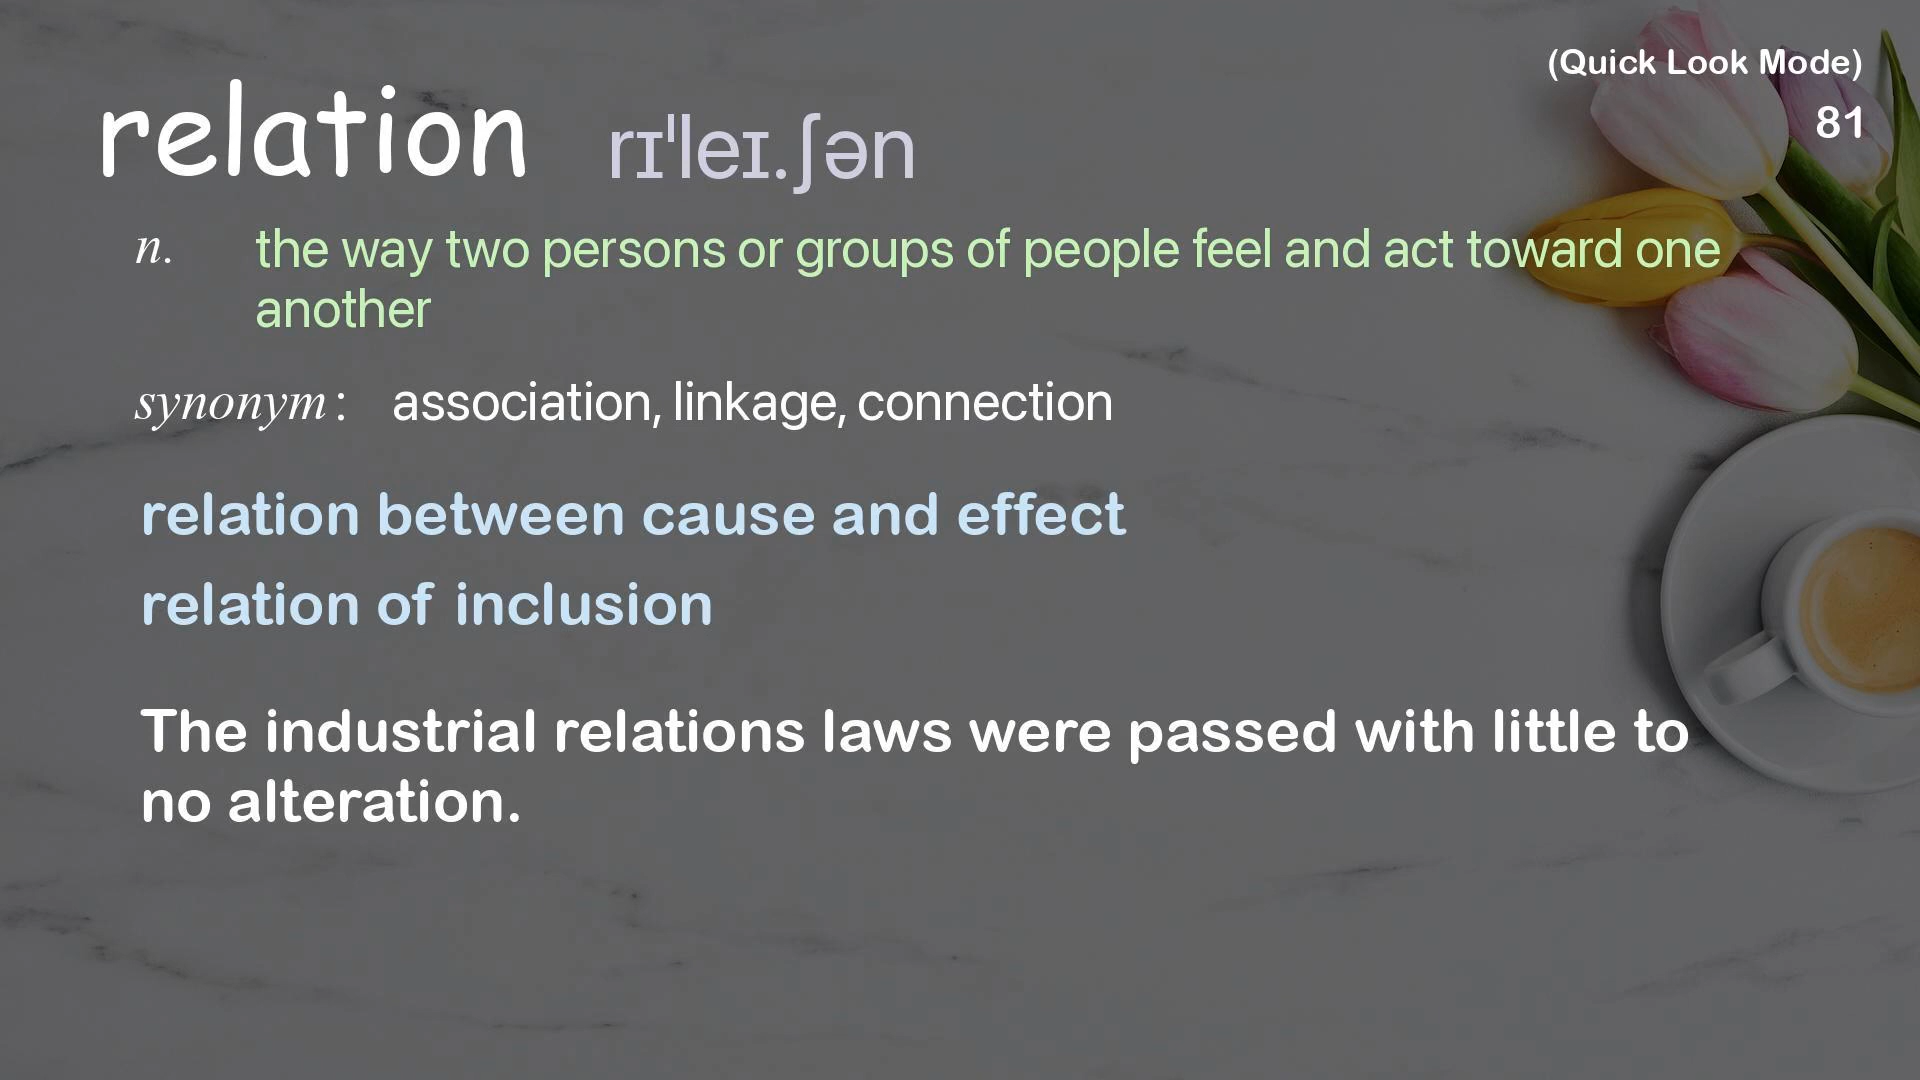 (Quick Look Mode)
81
relation rɪˈleɪ.ʃən
n. the way two persons or groups of people feel and act toward one
another
synonym: association, linkage, connection
relation between cause and effect
relation of inclusion
The industrial relations laws were passed with little to
no alteration.